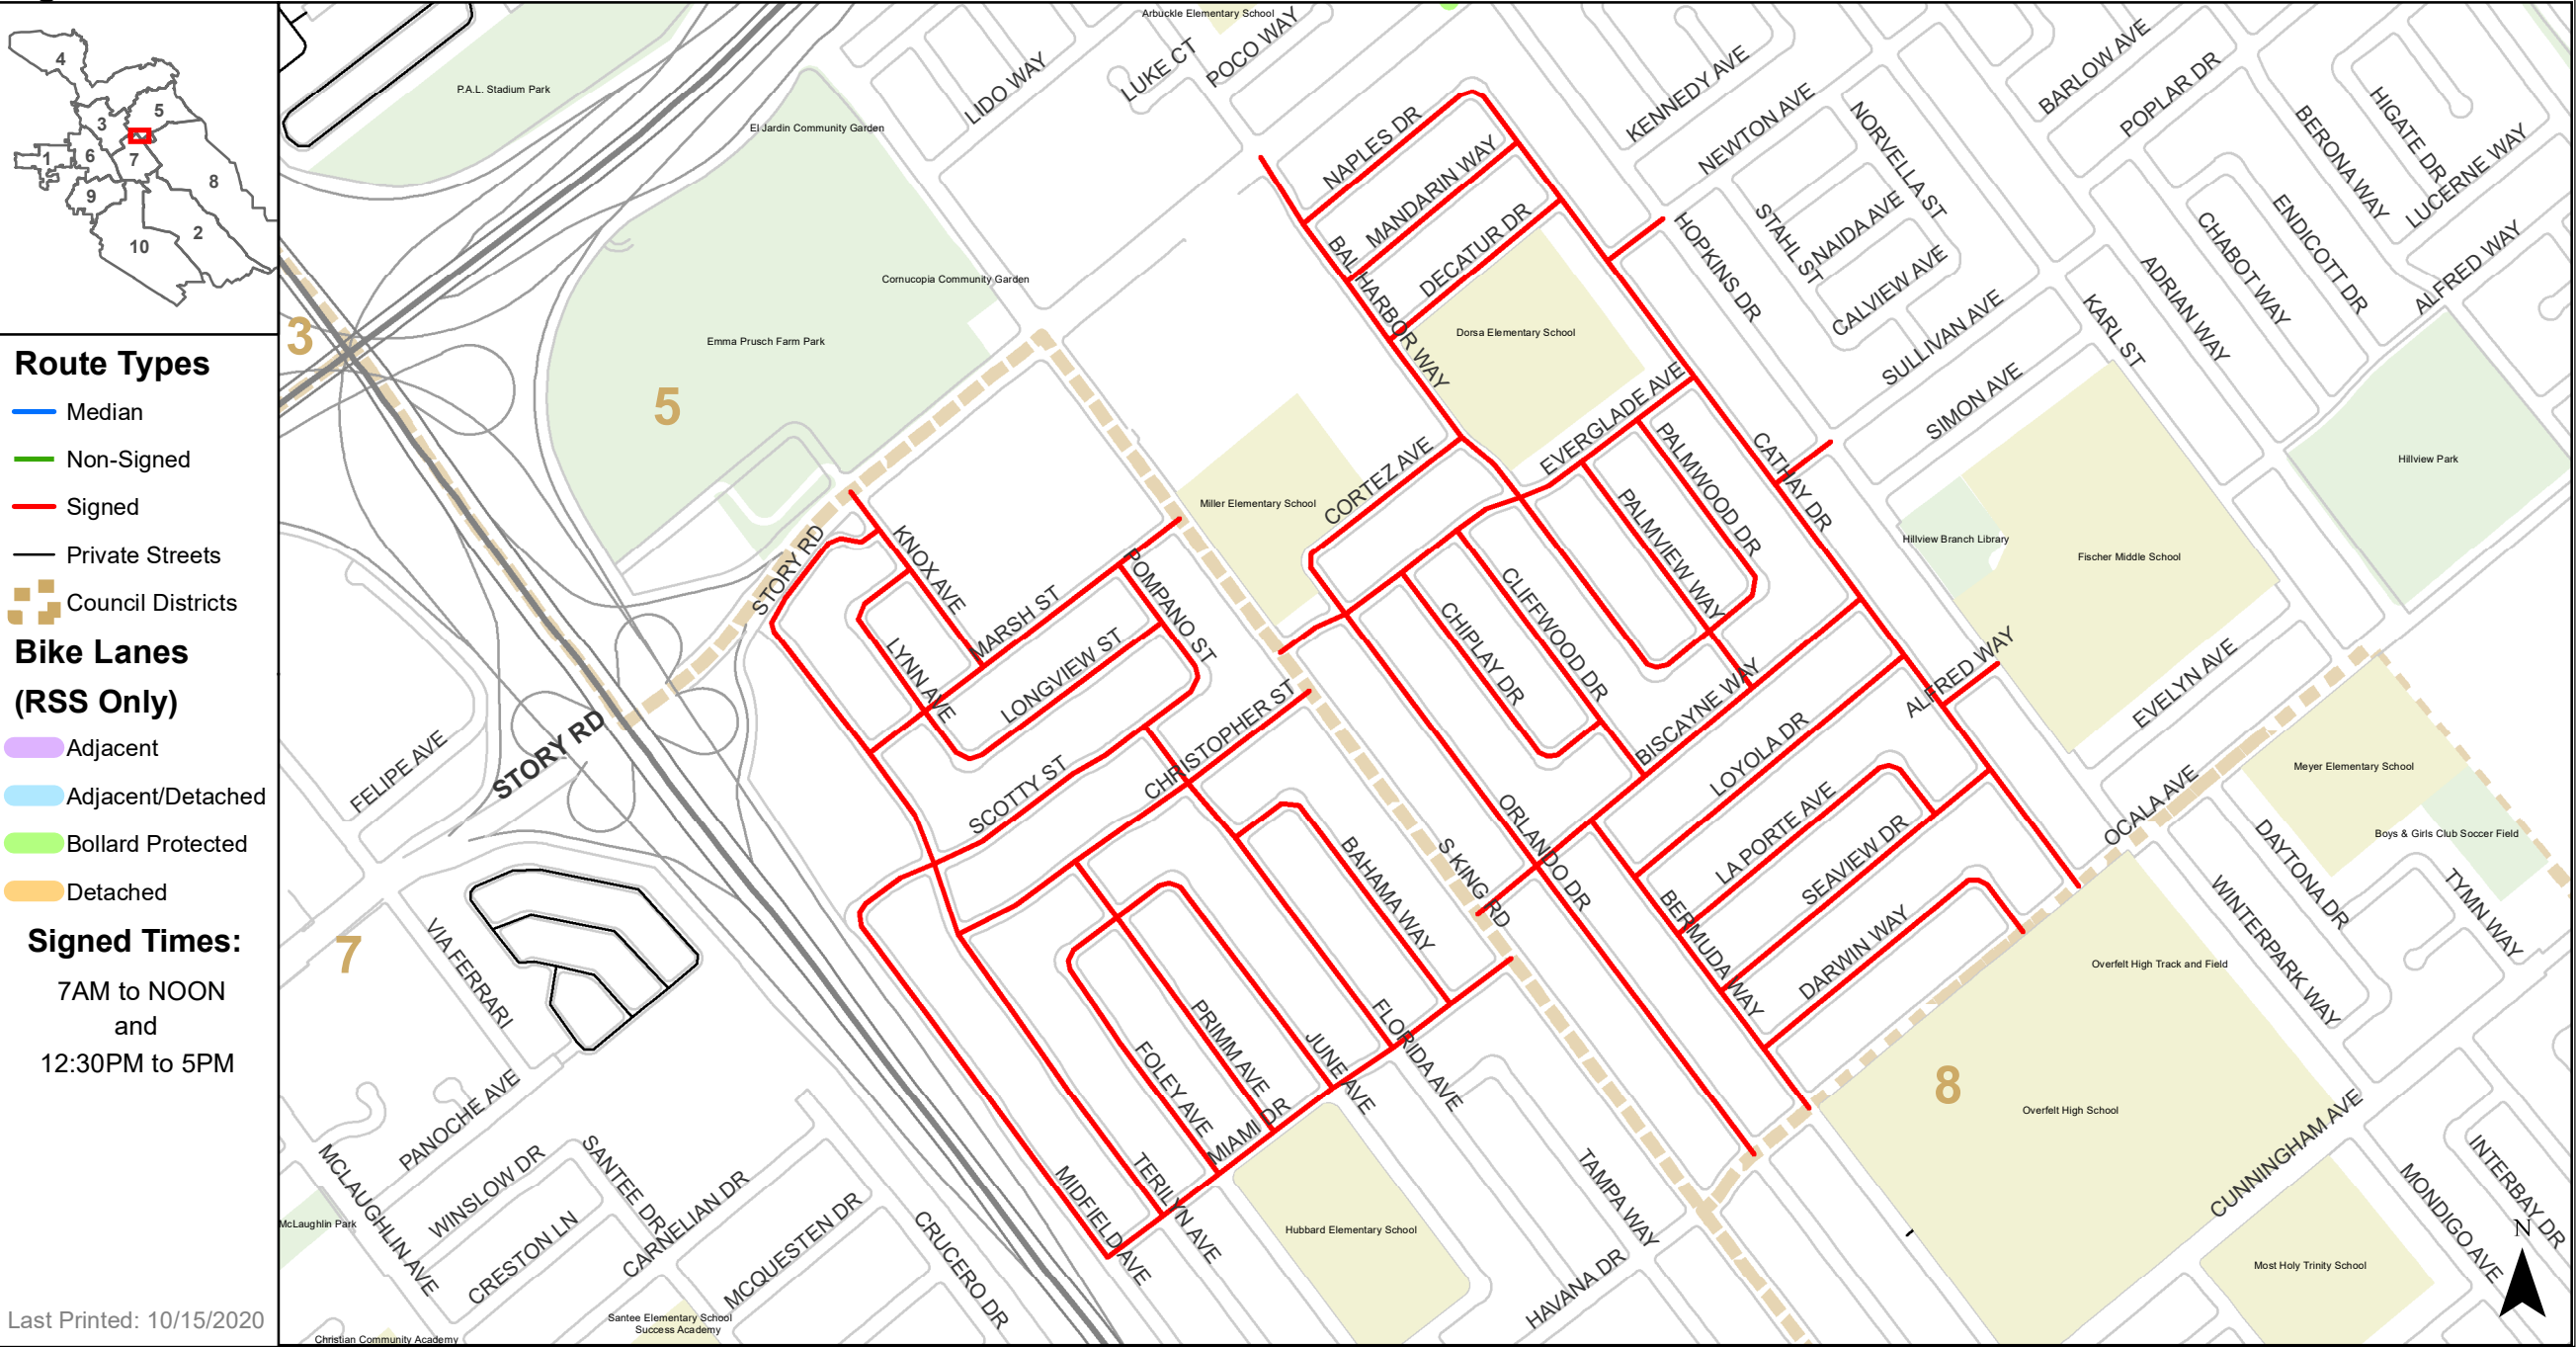 4
5
3
1
6
7
8
9
2
10
Route Types
Median
Non-Signed
Signed
Private Streets
Council Districts
Bike Lanes
(RSS Only)
Adjacent
Adjacent/Detached
Bollard Protected
Detached
Signed Times:
7AM to NOON
and
12:30PM to 5PM
Last Printed: 10/15/2020
Arbuckle Elementary School
P.A.L. Stadium Park
LIDO WAY
LUKE CT
POCO WAY
El Jardin Community Garden
NAPLES DR
MANDARIN WAY
DECATUR DR
KENNEDY AVE
NEWTON AVE
NORVELLA ST
BARLOW AVE
POPLAR DR
BERONA WAY
HIGATE DR
LUCERNE WAY
STAHL ST
NAIDA AVE
CALVIEW AVE
HOPKINS DR
CHABOT WAY
ENDICOTT DR
ALFRED WAY
ADRIAN WAY
KARL ST
SULLIVAN AVE
SIMON AVE
Cornucopia Community Garden
Emma Prusch Farm Park
BAL HARBOR WAY
Dorsa Elementary School
3
5
EVERGLADE AVE
CORTEZ AVE
PALMWOOD DR
PALMVIEW WAY
CATHAY DR
Hillview Park
Miller Elementary School
Hillview Branch Library
Fischer Middle School
STORY RD
KNOX AVE
MARSH ST
POMPANO ST
LYNN AVE
LONGVIEW ST
CHIPLAY DR
CLIFFWOOD DR
BISCAYNE WAY
LOYOLA DR
ALFRED WAY
EVELYN AVE
STORY RD
FELIPE AVE
SCOTTY ST
CHRISTOPHER ST
LA PORTE AVE
SEAVIEW DR
OCALA AVE
Meyer Elementary School
Boys & Girls Club Soccer Field
DAYTONA DR
TYMN WAY
WINTERPARK WAY
BAHAMA WAY
S KING RD
ORLANDO DR
BERMUDA WAY
DARWIN WAY
Overfelt High Track and Field
7
VIA FERRARI
FLORIDA AVE
PRIMM AVE
JUNE AVE
FOLEY AVE
MIAMI DR
8
Overfelt High School
PANOCHE AVE
WINSLOW DR
SANTEE DR
MCLAUGHLIN AVE
CRESTON LN
CARNELIAN DR
MCQUESTEN DR
CRUCERO DR
MIDFIELD AVE
TERILYN AVE
Hubbard Elementary School
TAMPA WAY
HAVANA DR
CUNNINGHAM AVE
MONDIGO AVE
INTERBAY DR
Most Holy Trinity School
McLaughlin Park
Santee Elementary School
Success Academy
Christian Community Academy
N